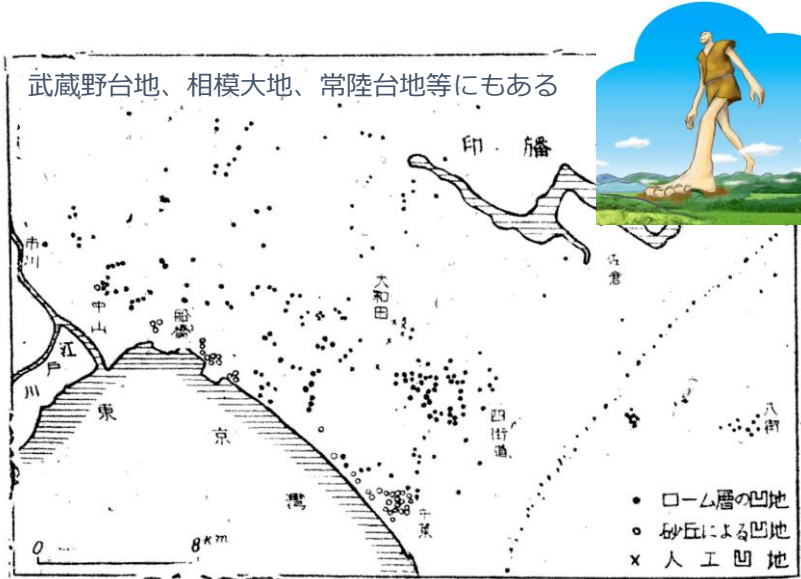 武蔵野台地、相模大地、常陸台地等にもある
印旛
市川
中山
船橋
大和田
佐倉
江戸川
東京湾
四街道
八街
千葉
0 8km
• ローム層の凹地
○ 砂丘による凹地
× 人工凹地